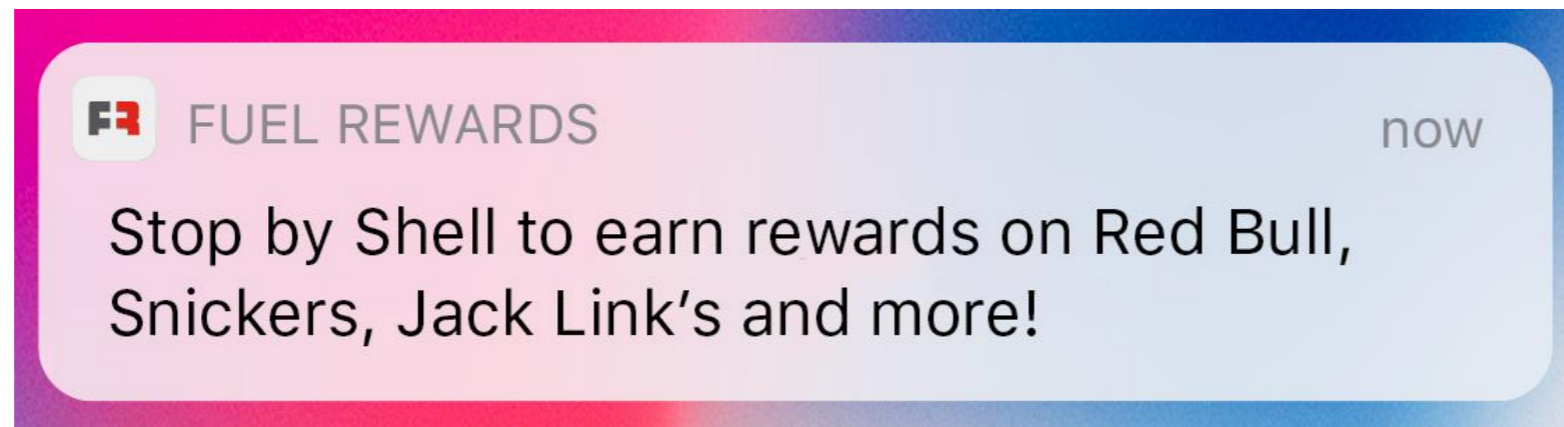 FR FUEL REWARDS now
Stop by Shell to earn rewards on Red Bull,
Snickers, Jack Link’s and more!